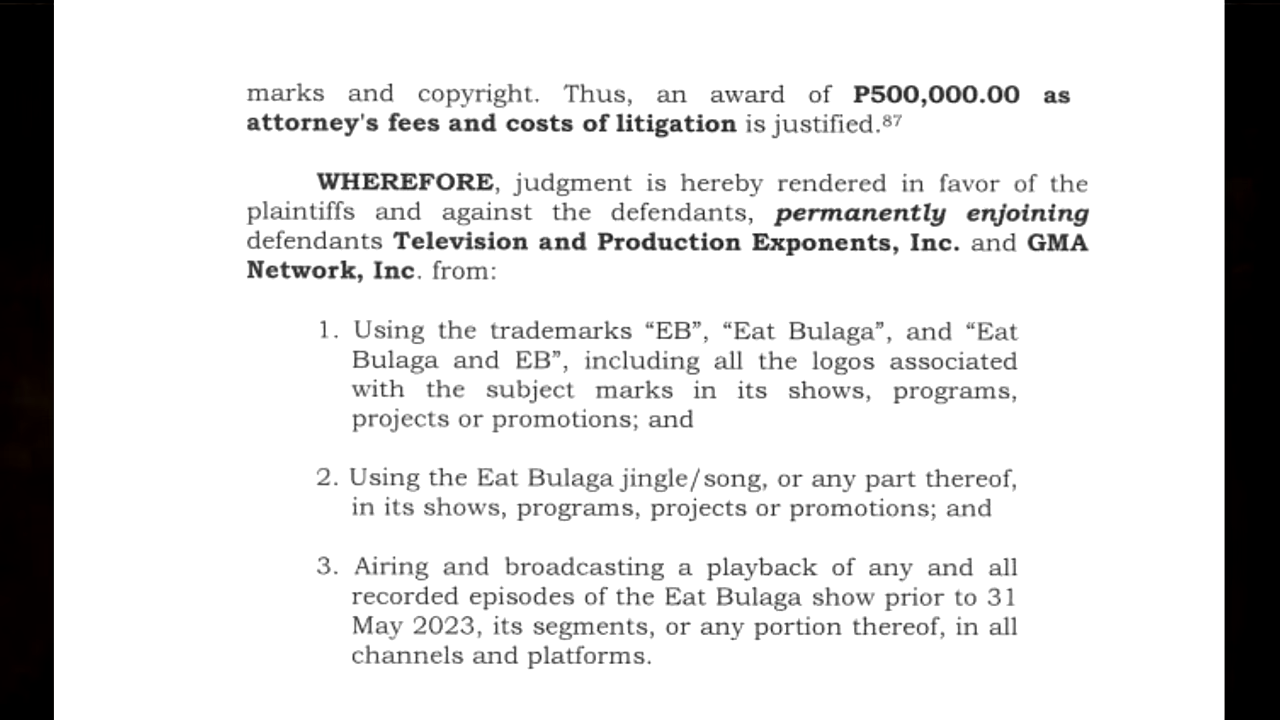 marks and copyright. Thus, an award of P500,000.00 as
attorney's fees and costs of litigation is justified.87
WHEREFORE, judgment is hereby rendered in favor of the
plaintiffs and against the defendants, permanently enjoining
defendants Television and Production Exponents, Inc. and GMA
Network, Inc. from:
1. Using the trademarks “EB”, “Eat Bulaga”, and “Eat
Bulaga and EB”, including all the logos associated
with the subject marks in its shows, programs,
projects or promotions; and
2. Using the Eat Bulaga jingle/song, or any part thereof,
in its shows, programs, projects or promotions; and
3. Airing and broadcasting a playback of any and all
recorded episodes of the Eat Bulaga show prior to 31
May 2023, its segments, or any portion thereof, in all
channels and platforms.